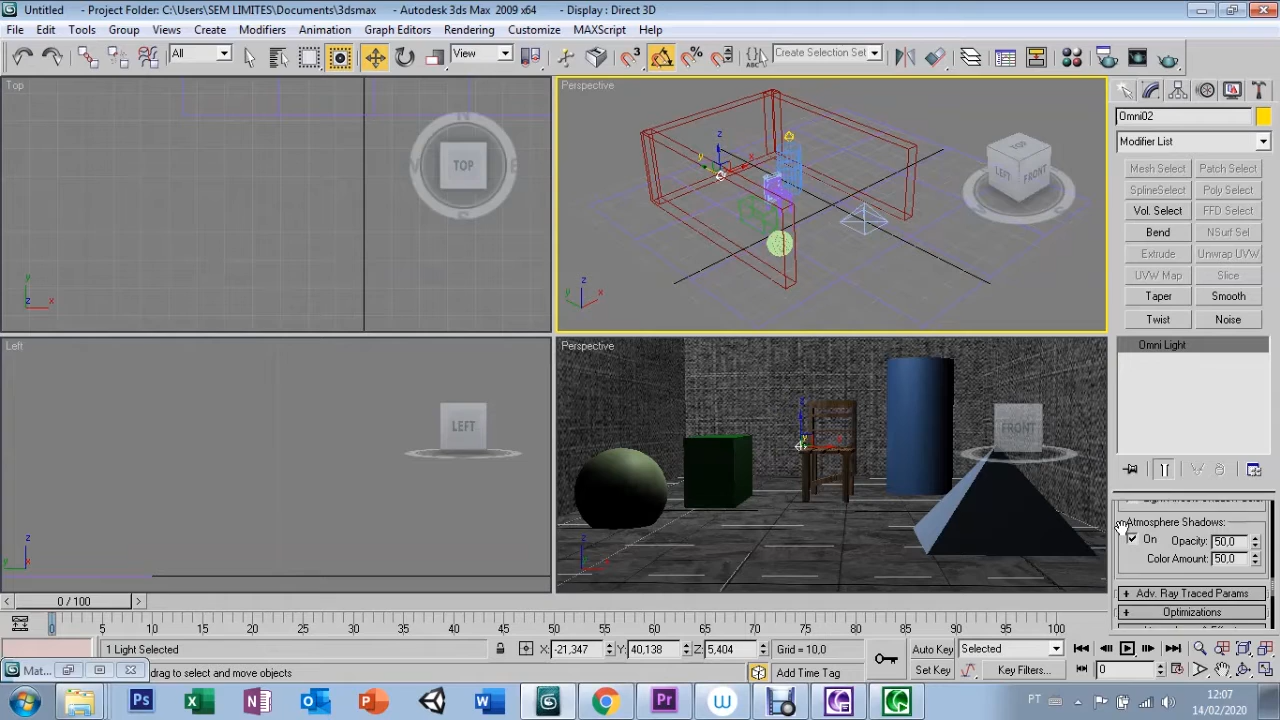 Untitled - Project Folder: C:\Users\SEM LIMITES\Documents\3dsmax - Autodesk 3ds Max 2009 x64 - Display : Direct 3D
File Edit Tools Group Views Create Modifiers Animation Graph Editors Rendering Customize MAXScript Help
All View Create Selection Set
Top
TOP
Perspective
TOP LEFT FRONT
Left
LEFT
Perspective
FRONT
Omni02
Modifier List
Mesh Select Patch Select
SplineSelect Poly Select
Vol. Select FFD Select
Bend NSurf Sel
Extrude Unwrap UVW
UVW Map Slice
Taper Smooth
Twist Noise
Omni Light
Atmosphere Shadows:
On Opacity: 50,0
Color Amount: 50,0
+ Adv. Ray Traced Params
+ Optimizations
0 / 100
0 5 10 15 20 25 30 35 40 45 50 55 60 65 70 75 80 85 90 95 100
1 Light Selected X: -21,347 Y: 40,138 Z: 5,404 Grid = 10,0 Auto Key Selected
Mat... drag to select and move objects Add Time Tag Set Key Key Filters... 0
PT 12:07
14/02/2020